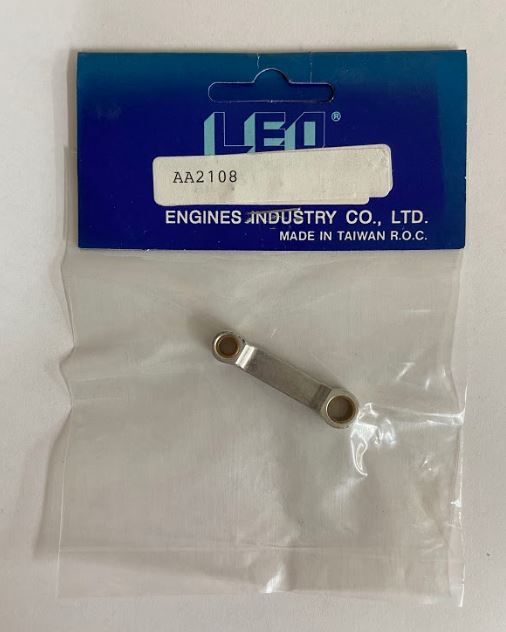 LEO®
AA2108
ENGINES INDUSTRY CO., LTD.
MADE IN TAIWAN R.O.C.